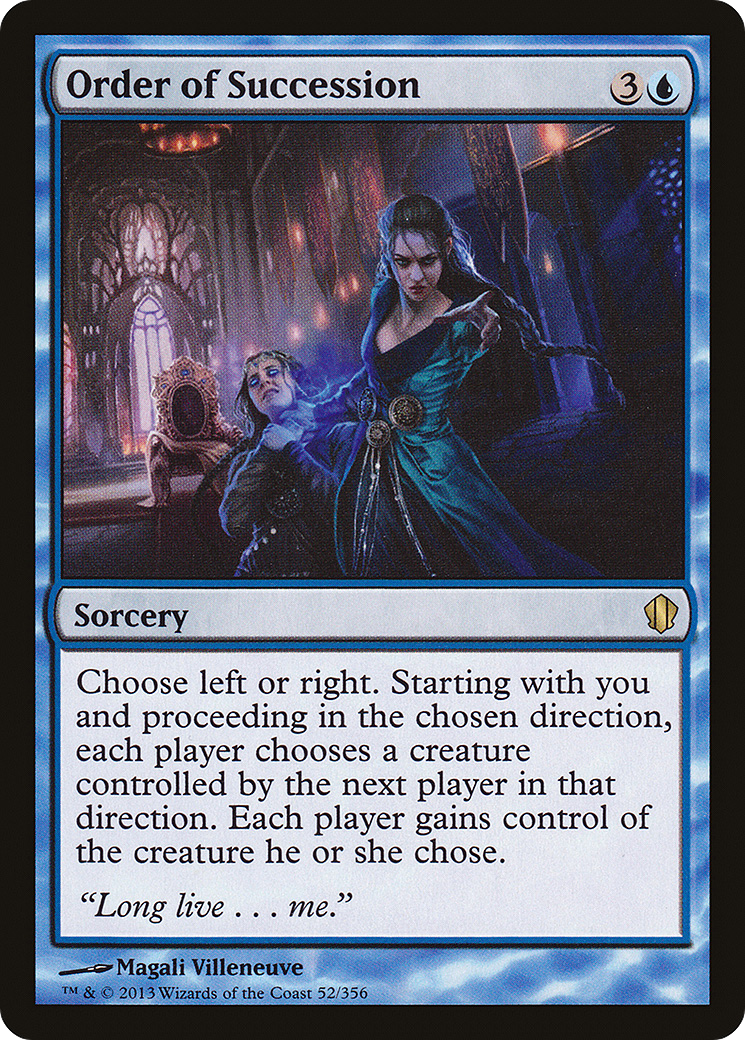 Order of Succession 3
Sorcery
Choose left or right. Starting with you
and proceeding in the chosen direction,
each player chooses a creature
controlled by the next player in that
direction. Each player gains control of
the creature he or she chose.
“Long live . . . me.”
Magali Villeneuve
™ & © 2013 Wizards of the Coast 52/356